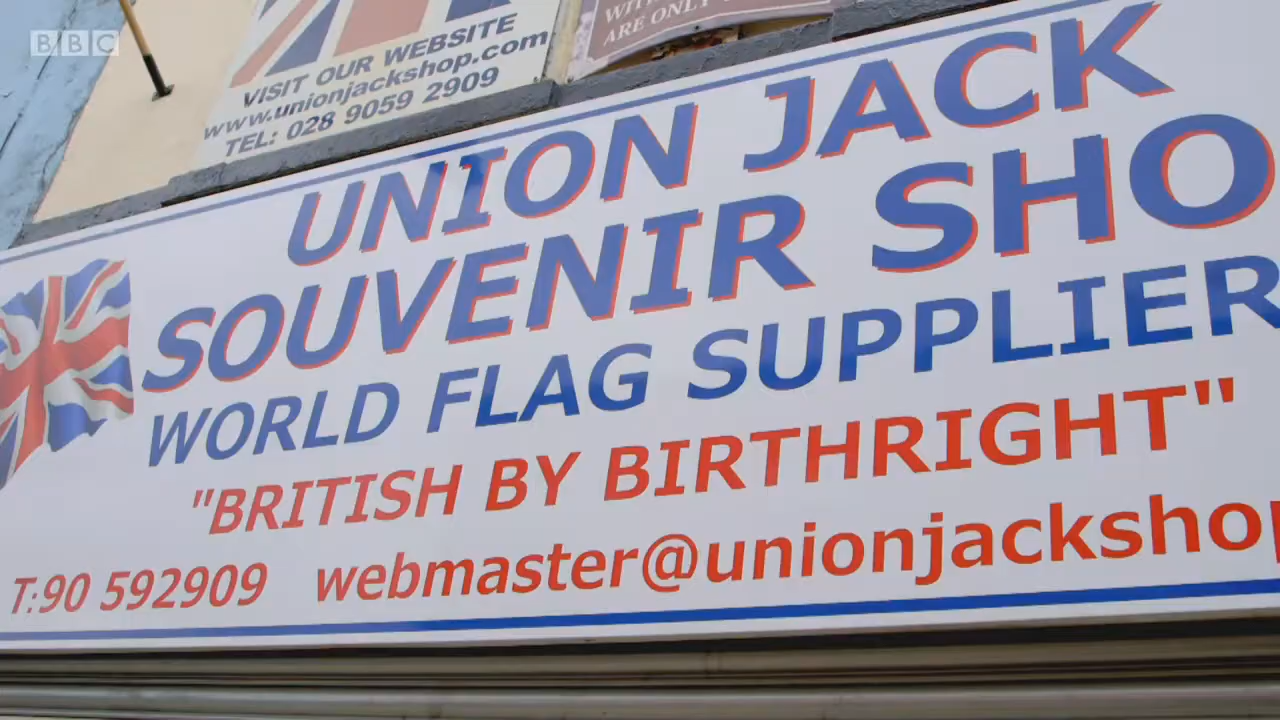 BBC
VISIT OUR WEBSITE
www.unionjackshop.com
TEL: 028 9059 2909
ARE ONLY
UNION JACK
SOUVENIR SHO
WORLD FLAG SUPPLIER
"BRITISH BY BIRTHRIGHT"
T:90 592909 webmaster@unionjacksho